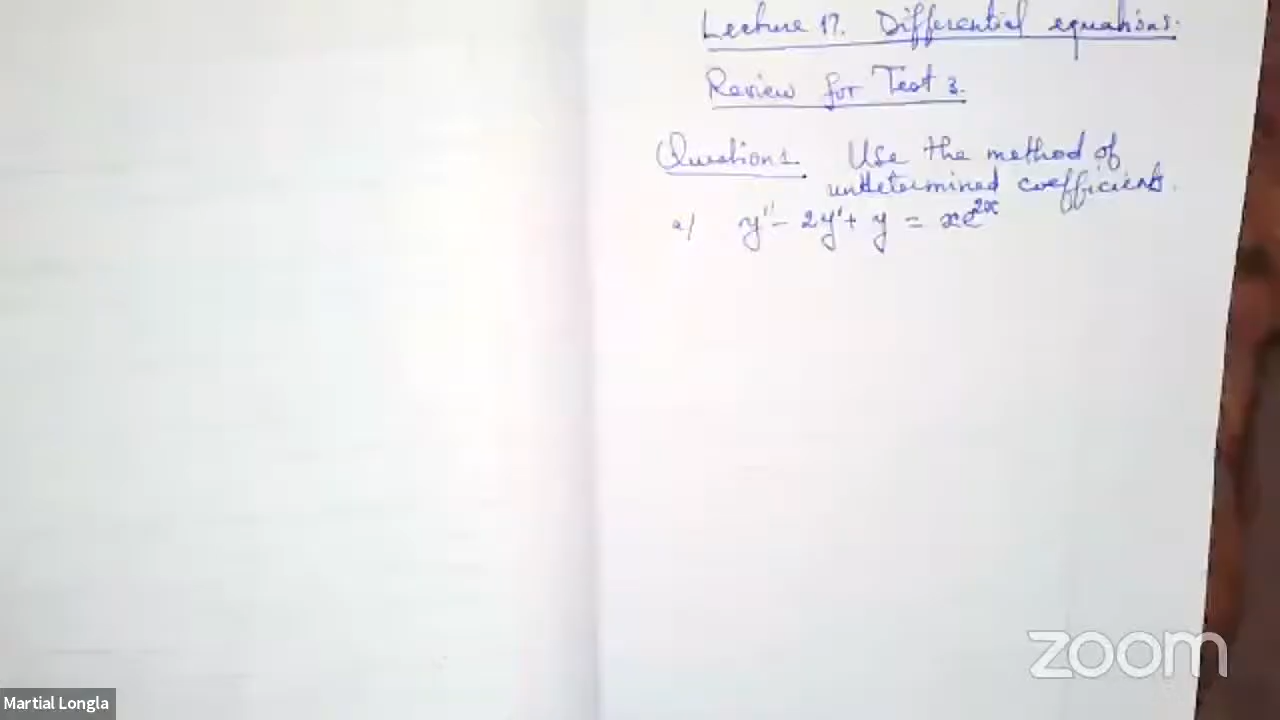 Lecture 17. Differential equations.
Review for Test 3.
Question 1. Use the method of
undetermined coefficients.
a/ y'' - 2y' + y = xe^{2x}
zoom
Martial Longla